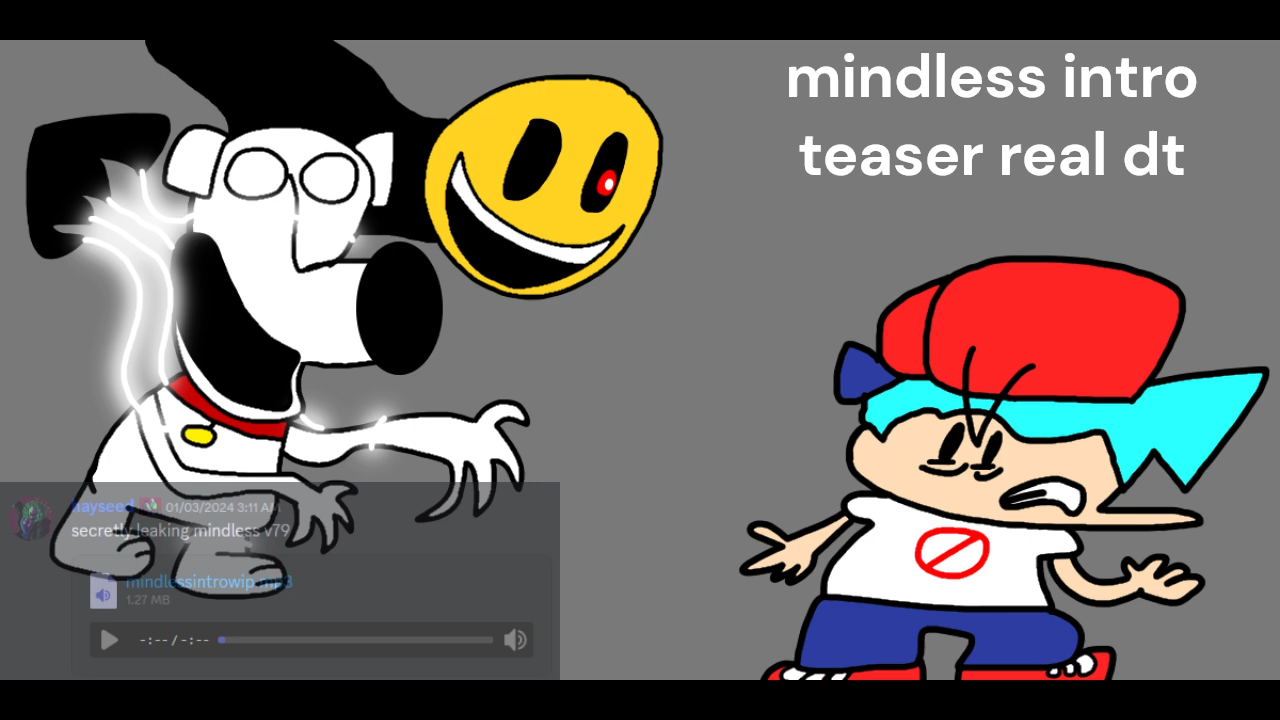 mindless intro
teaser real dt
hayseed 01/03/2024 3:11 AM
secretly leaking mindless v79
mindlessintrowip.mp3
1.27 MB
-:--/-:--